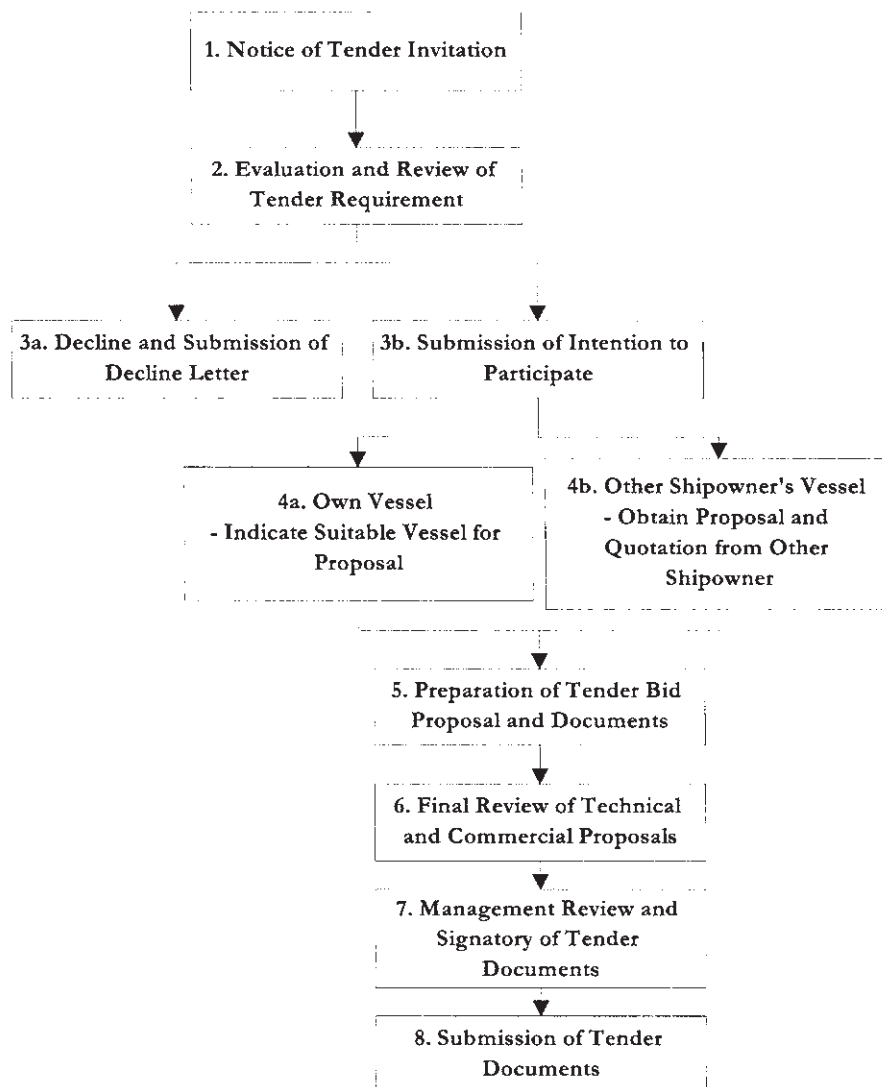 1. Notice of Tender Invitation
2. Evaluation and Review of
Tender Requirement
3a. Decline and Submission of
Decline Letter
3b. Submission of Intention to
Participate
4a. Own Vessel
- Indicate Suitable Vessel for
Proposal
4b. Other Shipowner's Vessel
- Obtain Proposal and
Quotation from Other
Shipowner
5. Preparation of Tender Bid
Proposal and Documents
6. Final Review of Technical
and Commercial Proposals
7. Management Review and
Signatory of Tender
Documents
8. Submission of Tender
Documents